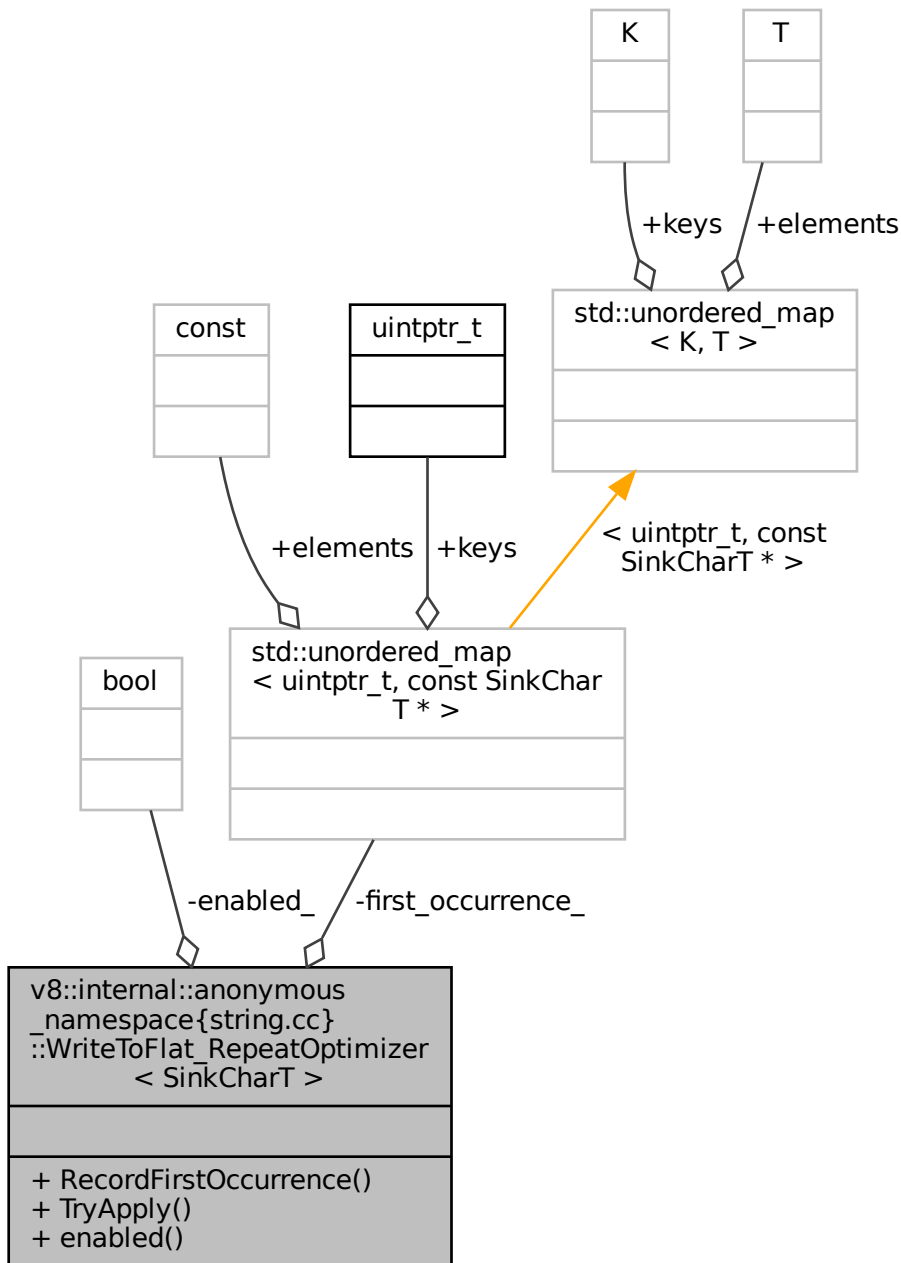 K
T
+keys
+elements
std::unordered_map
< K, T >
const
uintptr_t
< uintptr_t, const
SinkCharT * >
+elements
+keys
std::unordered_map
< uintptr_t, const SinkChar
T * >
bool
-enabled_
-first_occurrence_
v8::internal::anonymous
_namespace{string.cc}
::WriteToFlat_RepeatOptimizer
< SinkCharT >
+ RecordFirstOccurrence()
+ TryApply()
+ enabled()